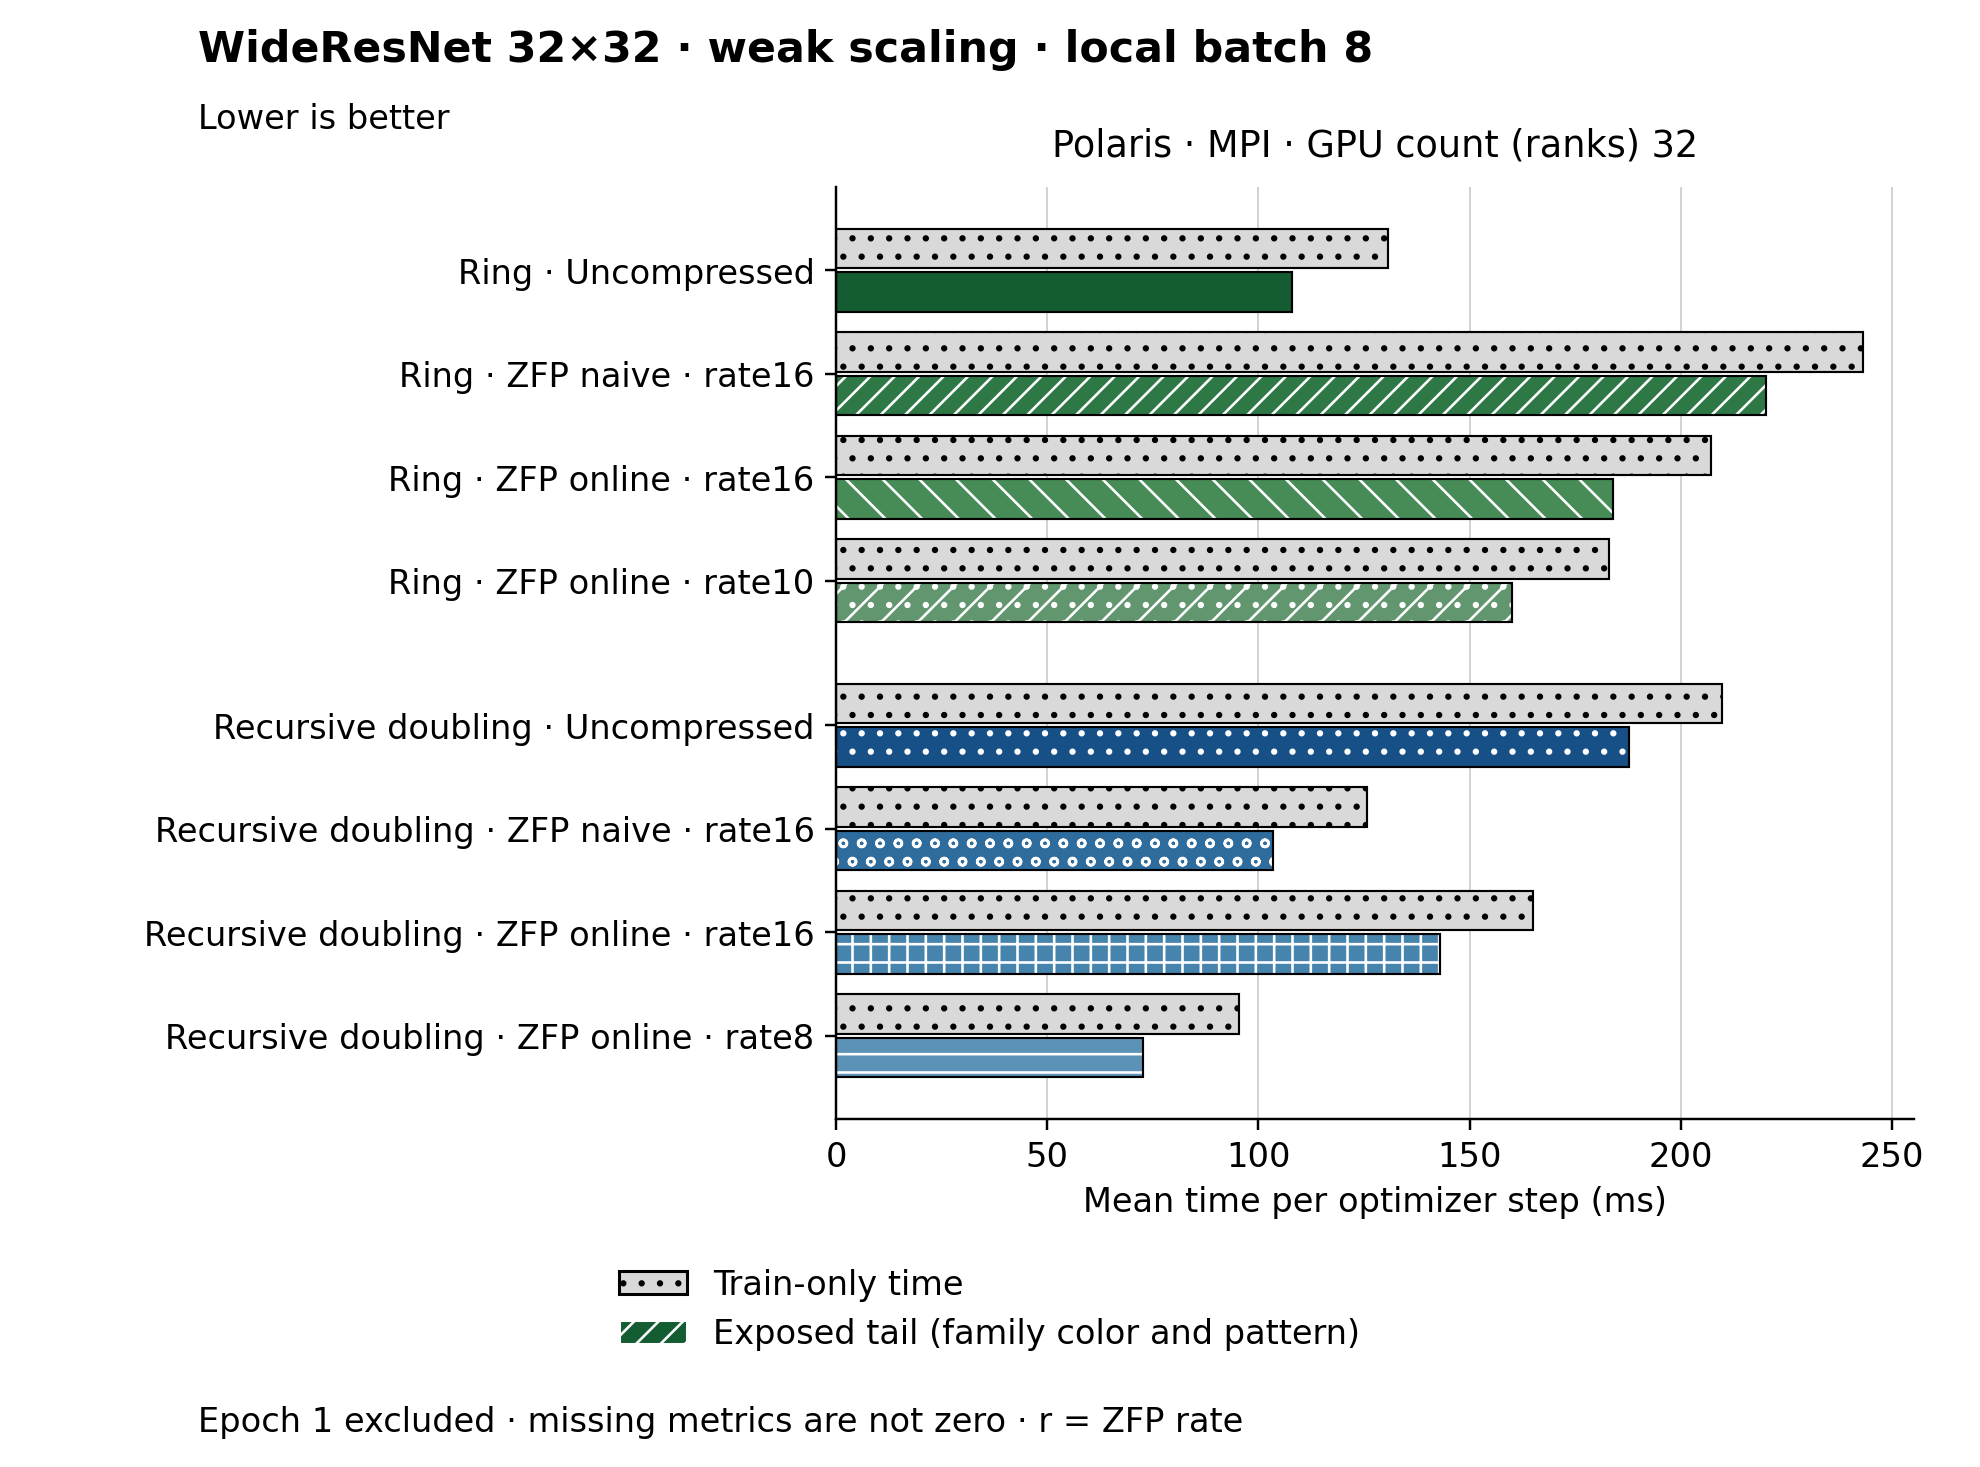 WideResNet 32×32 · weak scaling · local batch 8
Lower is better
Polaris · MPI · GPU count (ranks) 32
Ring · Uncompressed
Ring · ZFP naive · rate16
Ring · ZFP online · rate16
Ring · ZFP online · rate10
Recursive doubling · Uncompressed
Recursive doubling · ZFP naive · rate16
Recursive doubling · ZFP online · rate16
Recursive doubling · ZFP online · rate8
0 50 100 150 200 250
Mean time per optimizer step (ms)
Train-only time
Exposed tail (family color and pattern)
Epoch 1 excluded · missing metrics are not zero · r = ZFP rate